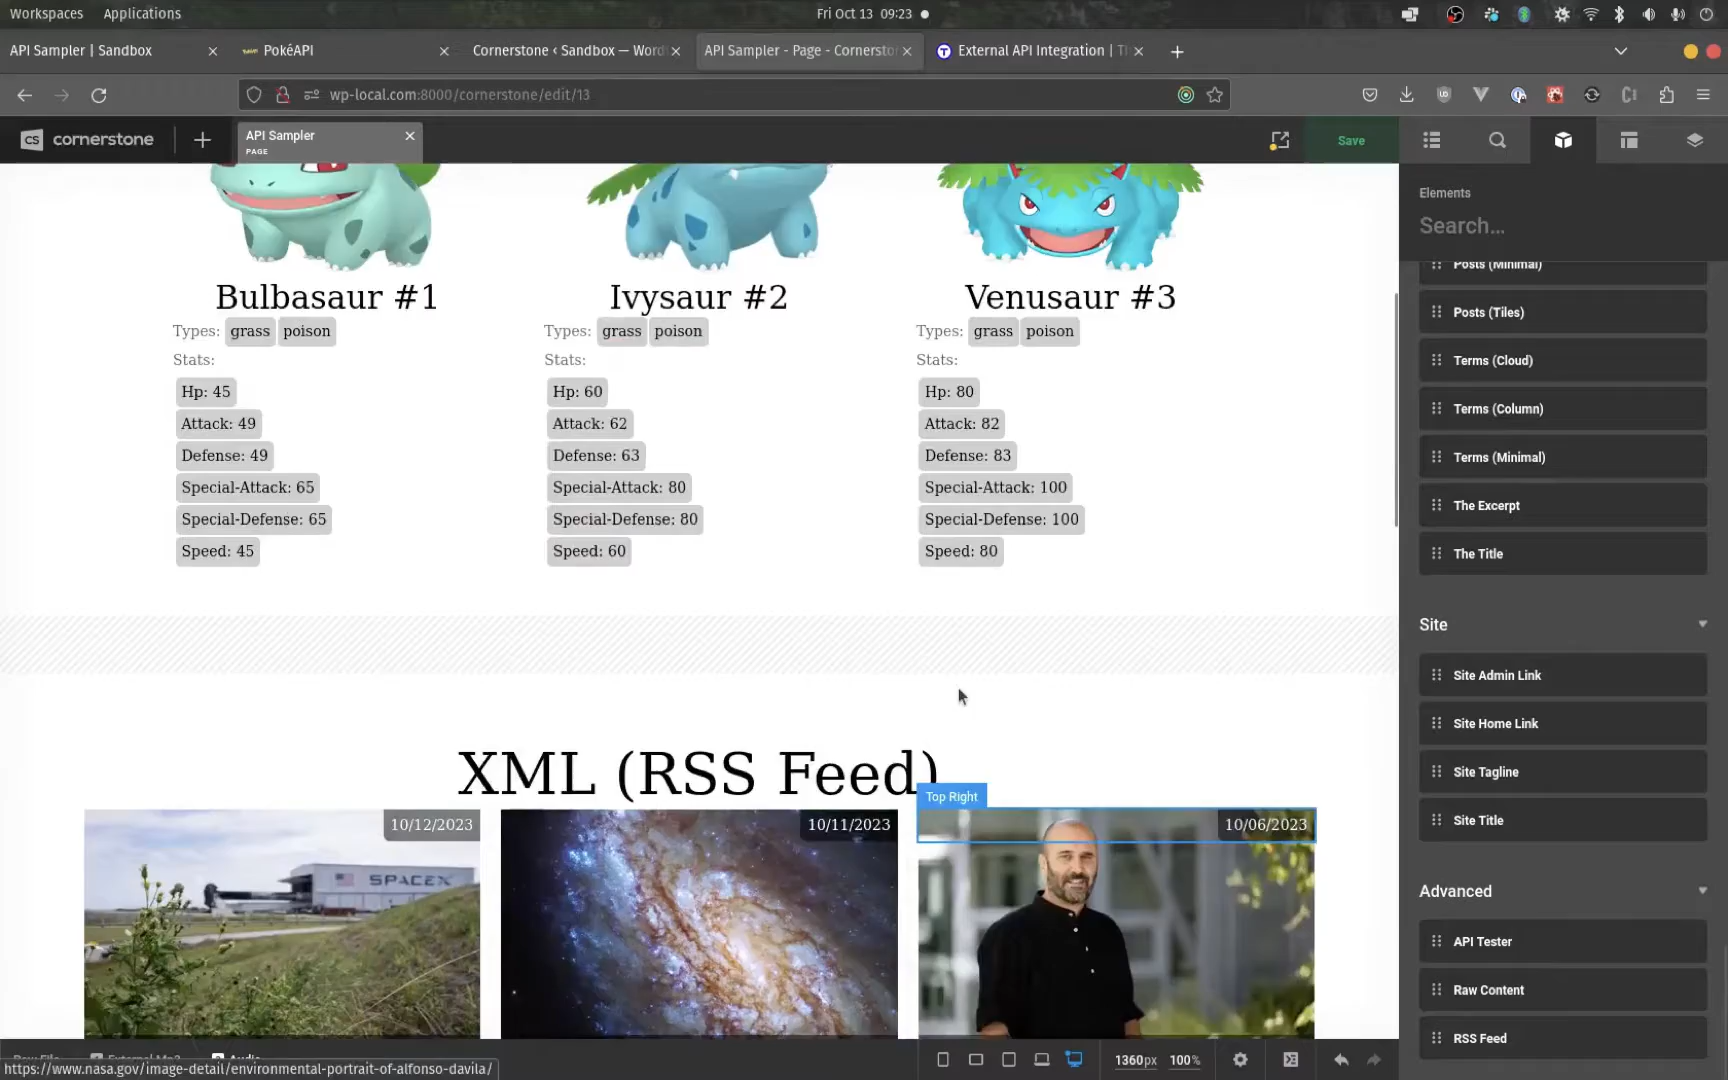 Workspaces Applications Fri Oct 13 09:23
API Sampler | Sandbox PokéAPI Cornerstone ‹ Sandbox — Word API Sampler - Page - Cornersto External API Integration |
wp-local.com:8000/cornerstone/edit/13
CS cornerstone API Sampler Save
PAGE
Elements
Search...
Posts (Minimal)
Posts (Tiles)
Terms (Cloud)
Terms (Column)
Terms (Minimal)
The Excerpt
The Title
Site
Site Admin Link
Site Home Link
Site Tagline
Site Title
Advanced
API Tester
Raw Content
RSS Feed
Bulbasaur #1
Types: grass poison
Stats:
Hp: 45
Attack: 49
Defense: 49
Special-Attack: 65
Special-Defense: 65
Speed: 45
Ivysaur #2
Types: grass poison
Stats:
Hp: 60
Attack: 62
Defense: 63
Special-Attack: 80
Special-Defense: 80
Speed: 60
Venusaur #3
Types: grass poison
Stats:
Hp: 80
Attack: 82
Defense: 83
Special-Attack: 100
Special-Defense: 100
Speed: 80
XML (RSS Feed)
Top Right
10/12/2023
10/11/2023
10/06/2023
SPACEX
External Mp3 Audio
1360px 100%
https://www.nasa.gov/image-detail/environmental-portrait-of-alfonso-davila/